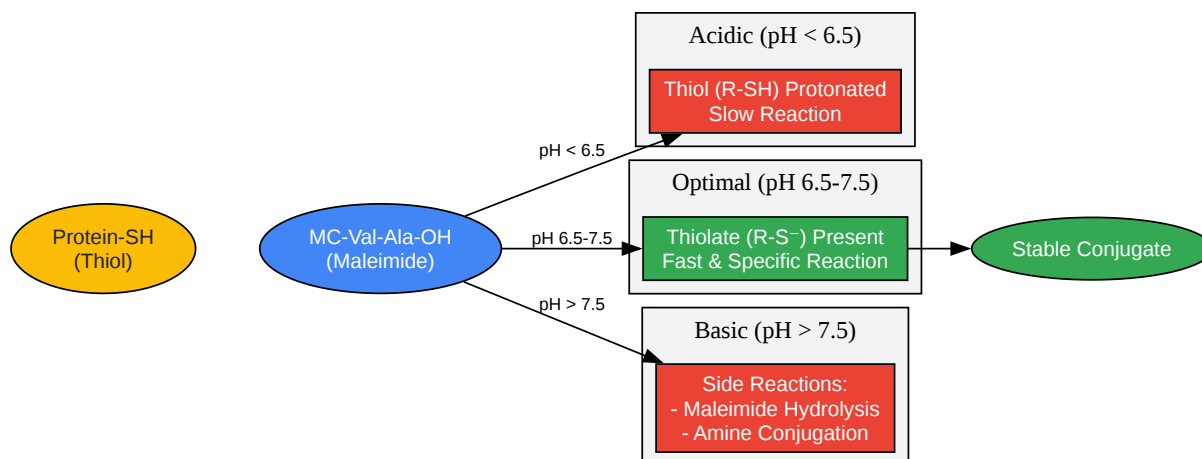 Protein-SH
(Thiol)
MC-Val-Ala-OH
(Maleimide)
pH < 6.5
pH 6.5-7.5
pH > 7.5
Acidic (pH < 6.5)
Thiol (R-SH) Protonated
Slow Reaction
Optimal (pH 6.5-7.5)
Thiolate (R-S⁻) Present
Fast & Specific Reaction
Basic (pH > 7.5)
Side Reactions:
- Maleimide Hydrolysis
- Amine Conjugation
Stable Conjugate